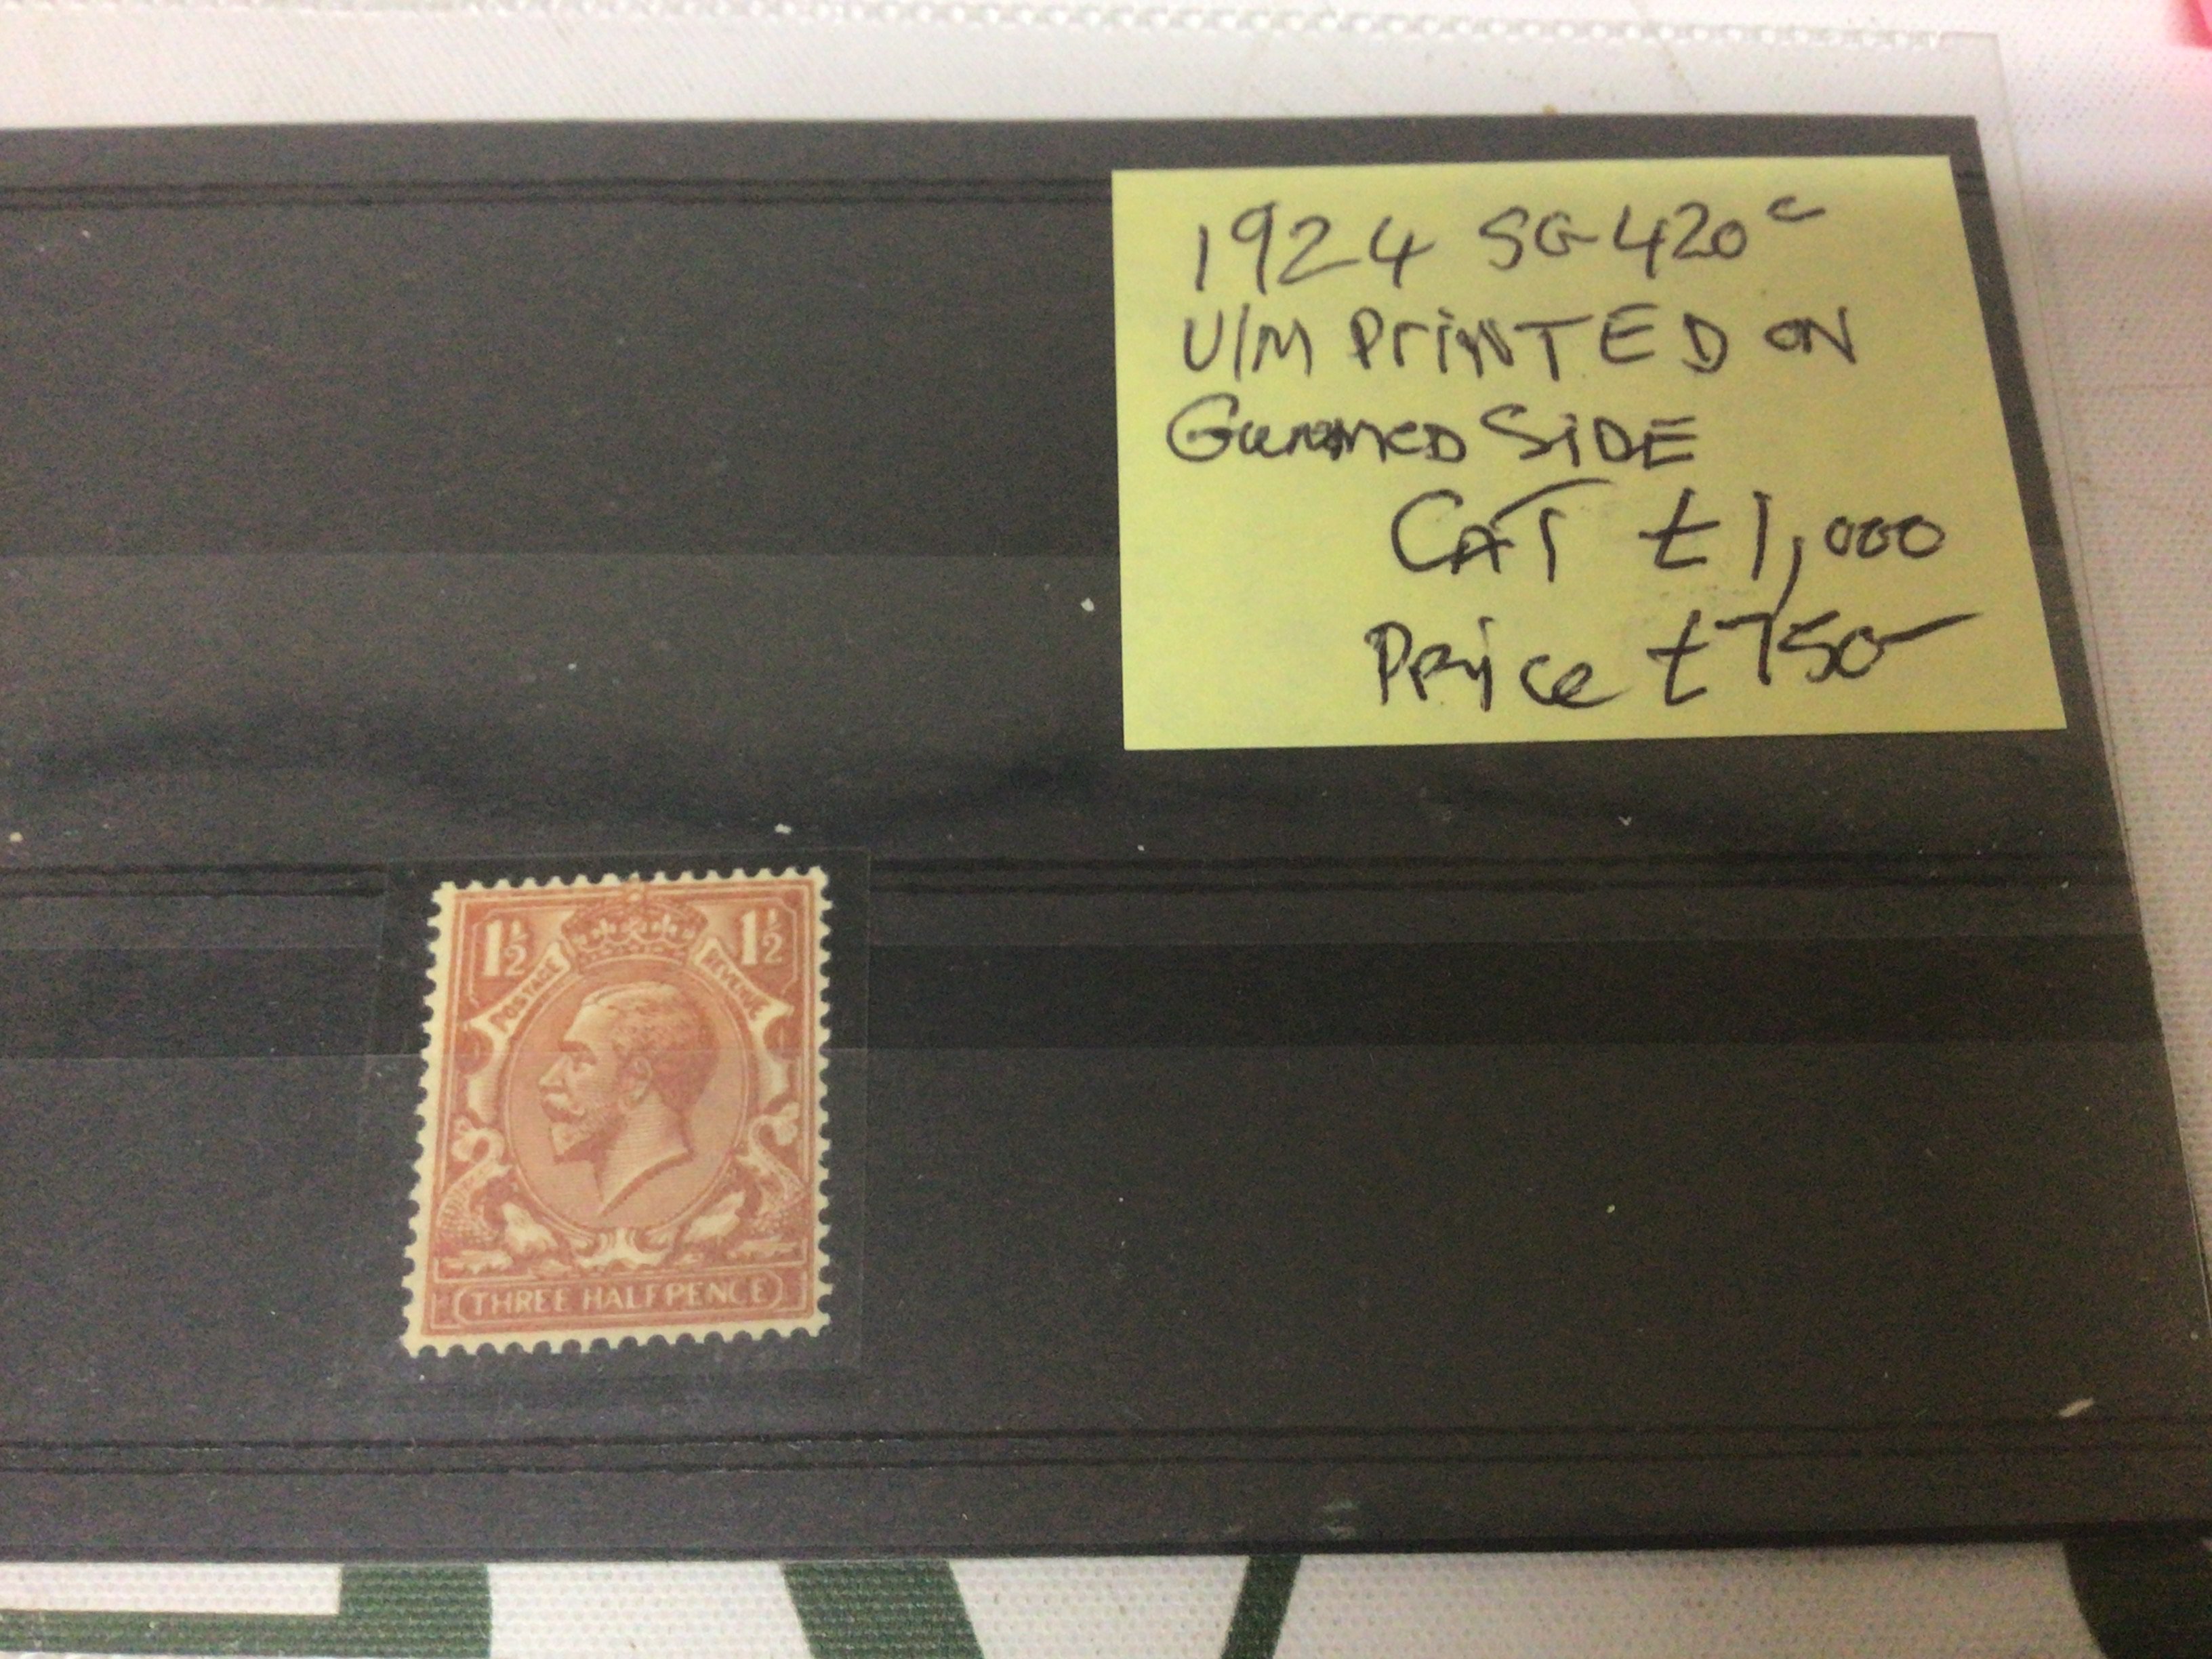 1924 SG 420c
U/M PriNTED ON
Gummed SiDE
CAT £1,000
Price £750
1½ 1½
POSTAGE REVENUE
THREE HALFPENCE